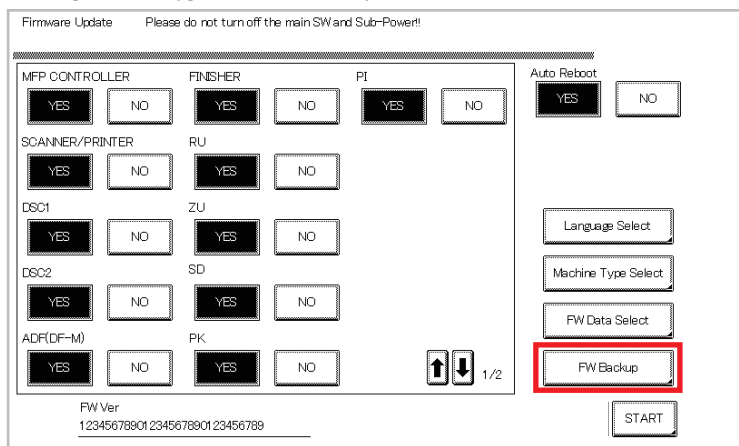 Firmware Update Please do not turn off the main SW and Sub-Power!!
MFP CONTROLLER FINISHER PI Auto Reboot
YES NO YES NO YES NO YES NO
SCANNER/PRINTER RU
YES NO YES NO
DSC1 ZU
YES NO YES NO
Language Select
DSC2 SD
Machine Type Select
YES NO YES NO
FW Data Select
ADF(DF-M) PK
YES NO YES NO 1/2 FW Backup
FW Ver
12345678901234567890123456789
START